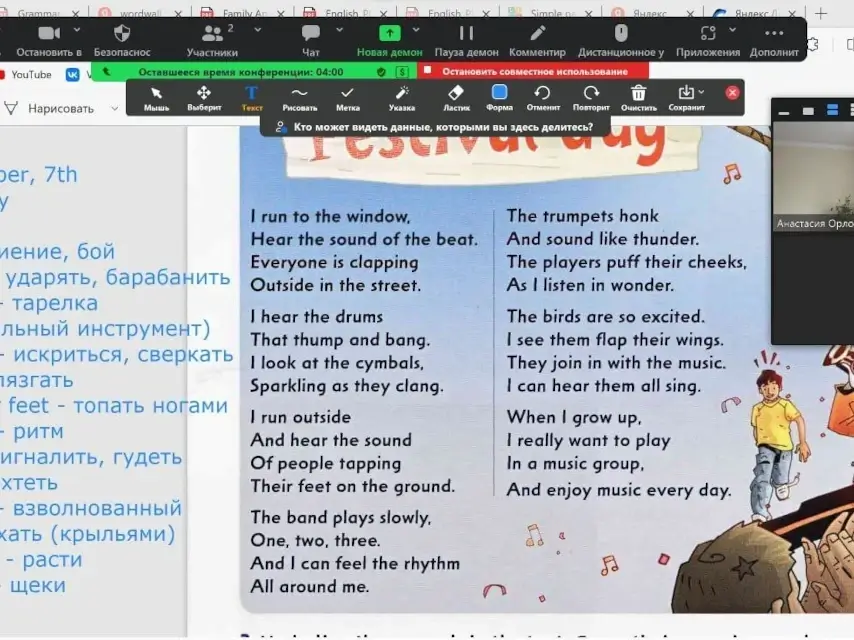 Grammar
wordwall
Family
English
English
Simple pa
Яндекс
Яндекс Д
Остановить в
Безопаснос
Участники
2
Чат
Новая демон
Пауза демон
Комментир
Дистанционное у
Приложения
Дополнит
YouTube
Оставшееся время конференции: 04:00
Остановить совместное использование
Нарисовать
Мышь
Выберит
Текст
Рисовать
Метка
Указка
Ластик
Форма
Отменит
Повторит
Очистить
Сохранит
Кто может видеть данные, которыми вы здесь делитесь?
Анастасия Орло
Festival day
ber, 7th
y
иение, бой
ударять, барабанить
- тарелка
льный инструмент)
- искриться, сверкать
лязгать
r feet - топать ногами
- ритм
игналить, гудеть
хтеть
- взволнованный
хать (крыльями)
- расти
- щеки
I run to the window,
Hear the sound of the beat.
Everyone is clapping
Outside in the street.
I hear the drums
That thump and bang.
I look at the cymbals,
Sparkling as they clang.
I run outside
And hear the sound
Of people tapping
Their feet on the ground.
The band plays slowly,
One, two, three.
And I can feel the rhythm
All around me.
The trumpets honk
And sound like thunder.
The players puff their cheeks,
As I listen in wonder.
The birds are so excited.
I see them flap their wings.
They join in with the music.
I can hear them all sing.
When I grow up,
I really want to play
In a music group,
And enjoy music every day.